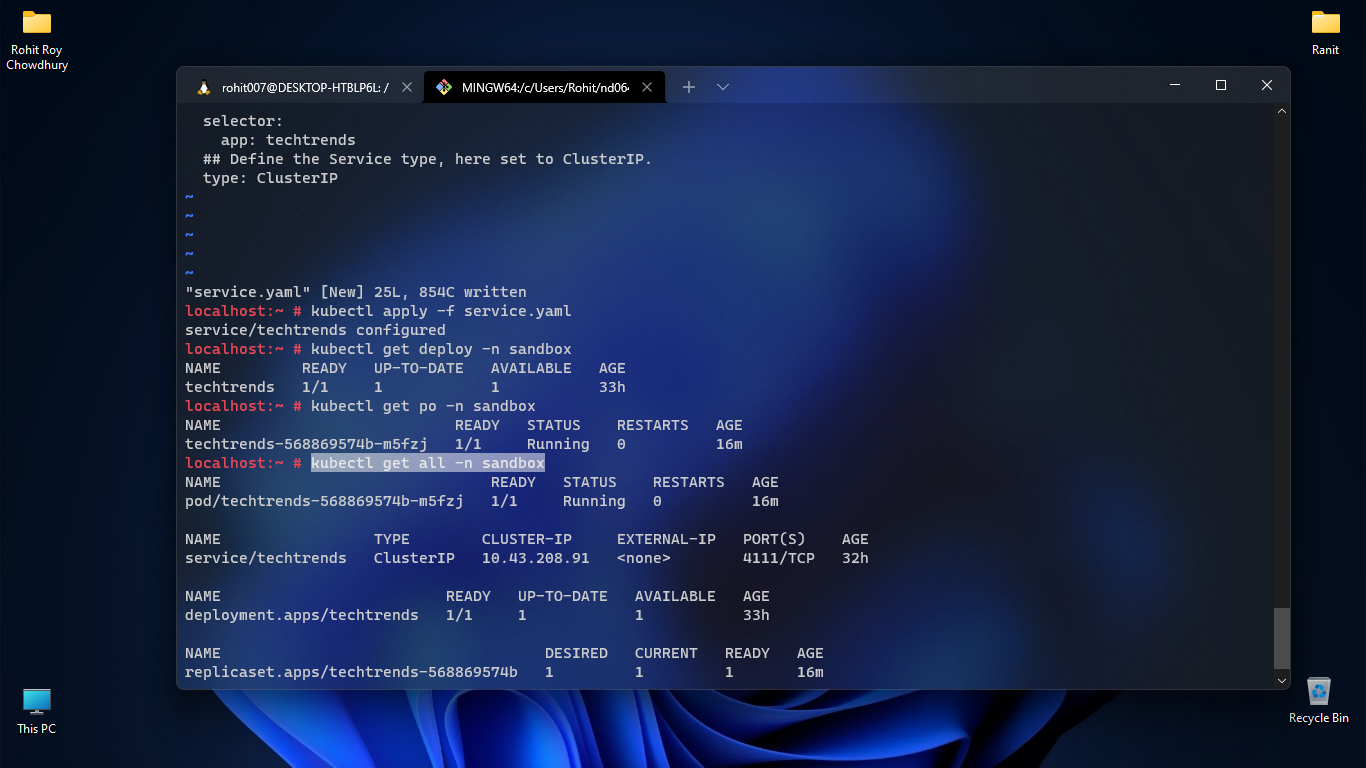 Rohit Roy
Chowdhury
Ranit
rohit007@DESKTOP-HTBLP6L: /
MINGW64:/c/Users/Rohit/nd064
selector:
app: techtrends
## Define the Service type, here set to ClusterIP.
type: ClusterIP
~
~
~
~
~
"service.yaml" [New] 25L, 854C written
localhost:~ # kubectl apply -f service.yaml
service/techtrends configured
localhost:~ # kubectl get deploy -n sandbox
NAME READY UP-TO-DATE AVAILABLE AGE
techtrends 1/1 1 1 33h
localhost:~ # kubectl get po -n sandbox
NAME READY STATUS RESTARTS AGE
techtrends-568869574b-m5fzj 1/1 Running 0 16m
localhost:~ # kubectl get all -n sandbox
NAME READY STATUS RESTARTS AGE
pod/techtrends-568869574b-m5fzj 1/1 Running 0 16m
NAME TYPE CLUSTER-IP EXTERNAL-IP PORT(S) AGE
service/techtrends ClusterIP 10.43.208.91 <none> 4111/TCP 32h
NAME READY UP-TO-DATE AVAILABLE AGE
deployment.apps/techtrends 1/1 1 1 33h
NAME DESIRED CURRENT READY AGE
replicaset.apps/techtrends-568869574b 1 1 1 16m
This PC
Recycle Bin